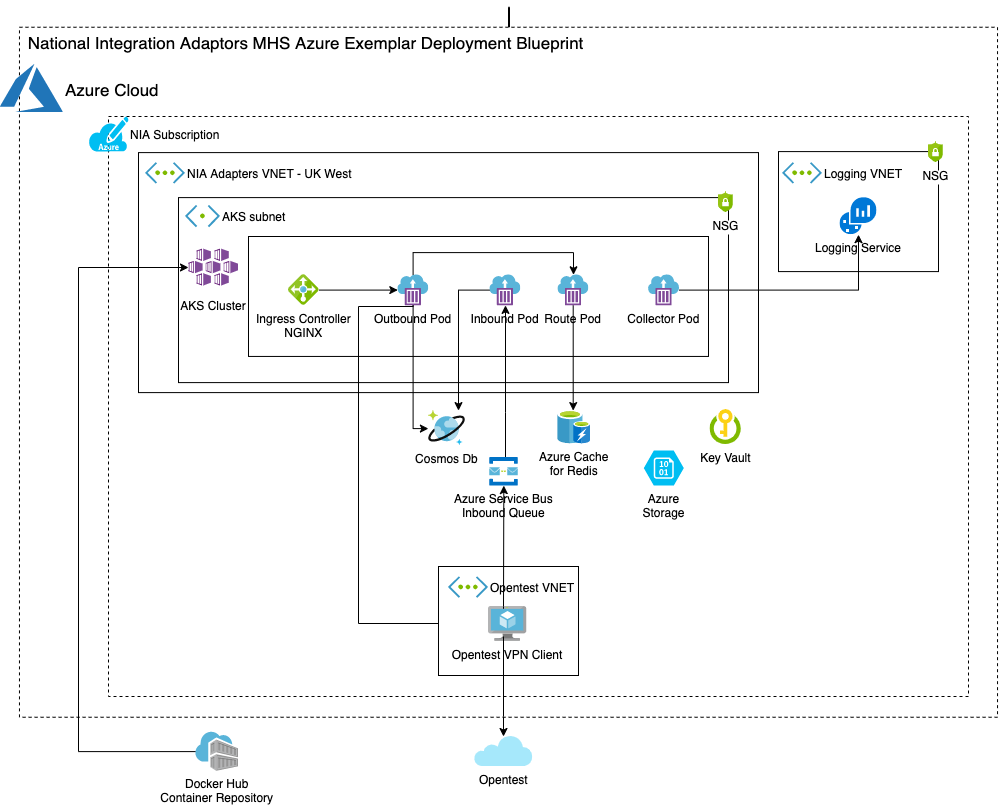 National Integration Adaptors MHS Azure Exemplar Deployment Blueprint
Azure Cloud
Azure
NIA Subscription
NIA Adapters VNET - UK West
Logging VNET
NSG
AKS subnet
NSG
Logging Service
AKS Cluster
Ingress Controller
NGINX
Outbound Pod
Inbound Pod
Route Pod
Collector Pod
Cosmos Db
Azure Cache
for Redis
Key Vault
10
01
Azure Service Bus
Inbound Queue
Azure
Storage
Opentest VNET
Opentest VPN Client
Opentest
Docker Hub
Container Repository